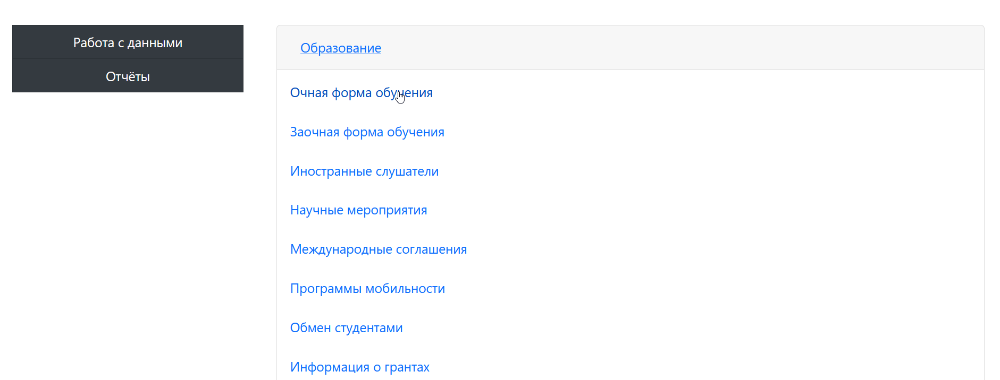 Работа с данными
Отчёты
Образование
Очная форма обучения
Заочная форма обучения
Иностранные слушатели
Научные мероприятия
Международные соглашения
Программы мобильности
Обмен студентами
Информация о грантах